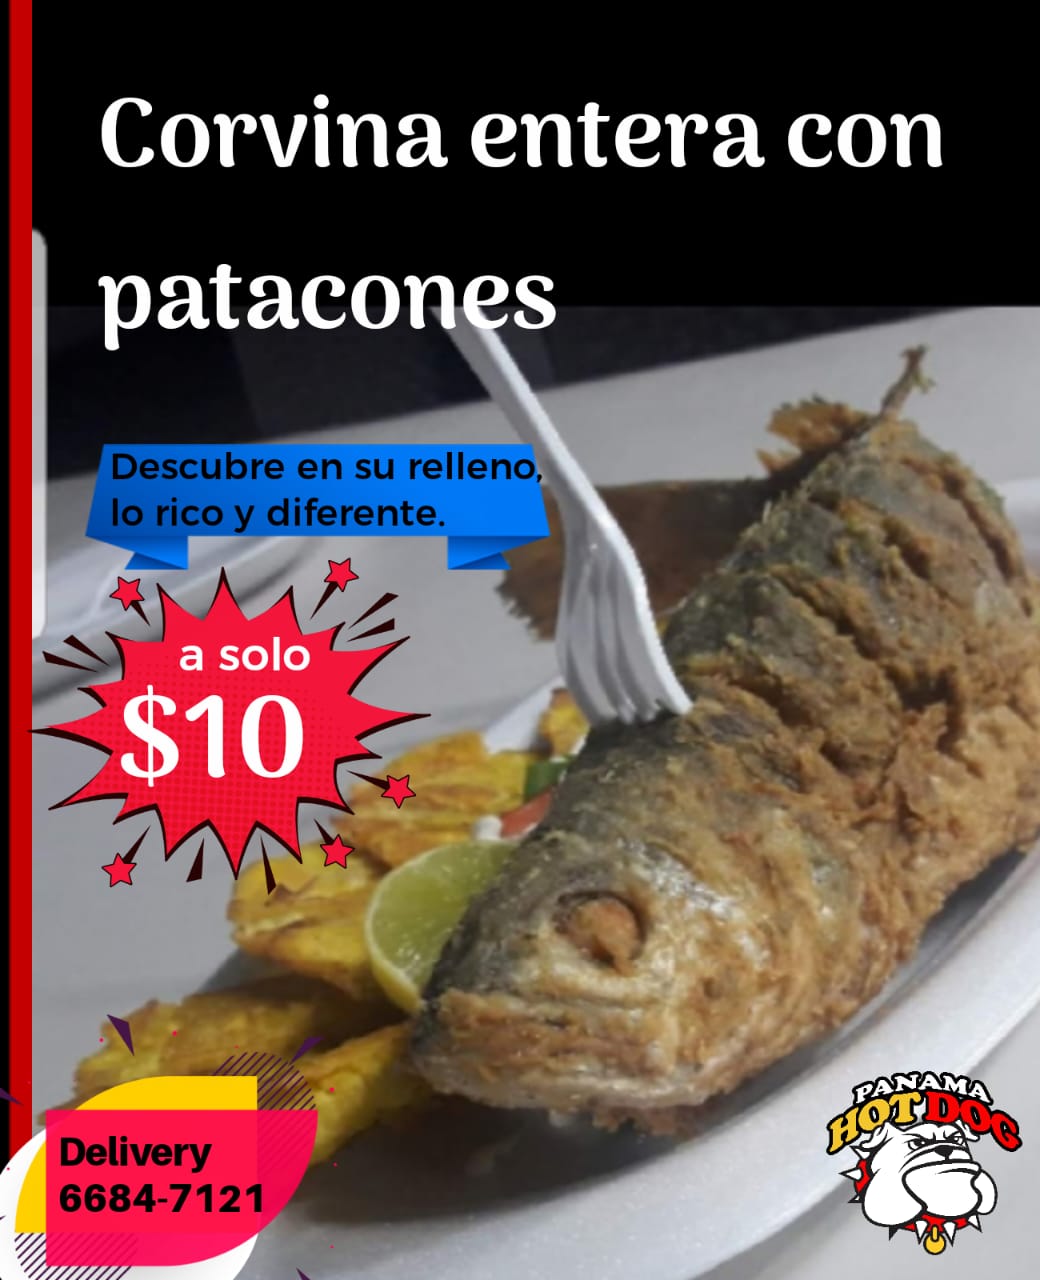 Corvina entera con
patacones
Descubre en su relleno,
lo rico y diferente.
a solo
$10
Delivery
6684-7121
PANAMA
HOT DOG